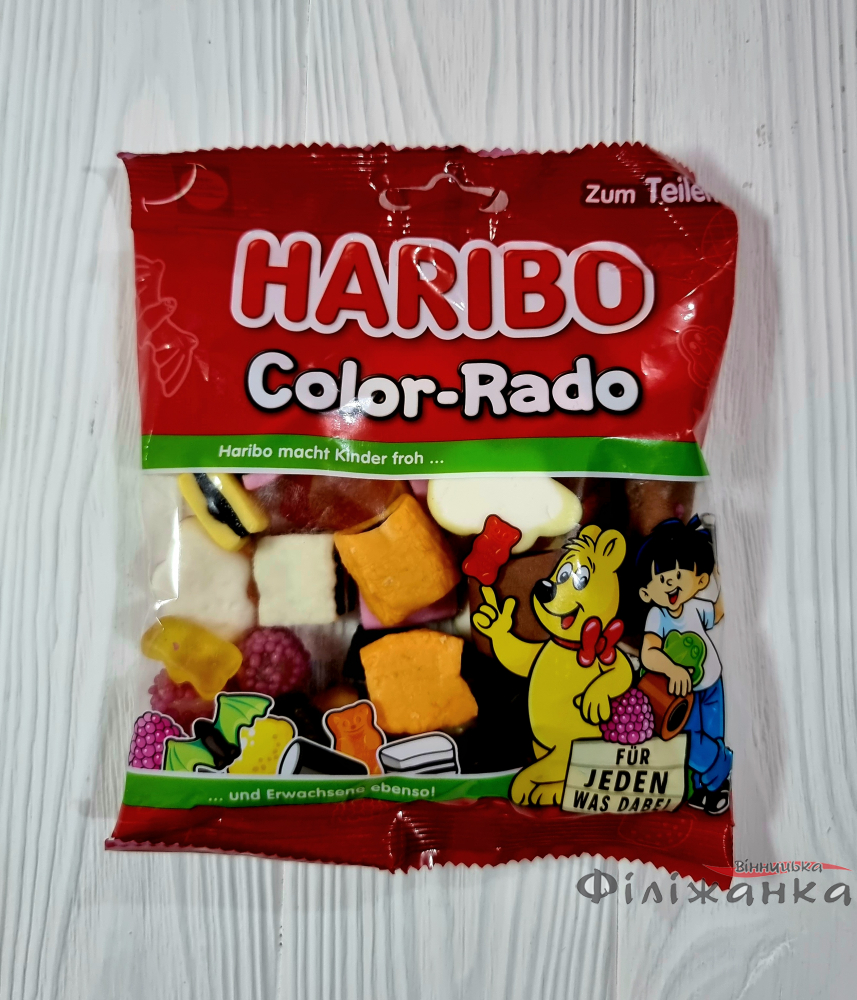 Zum Teilen
HARIBO
Color-Rado
Haribo macht Kinder froh ...
FÜR
JEDEN
WAS DABEI
... und Erwachsene ebenso!
Вінницька
Філіжанка